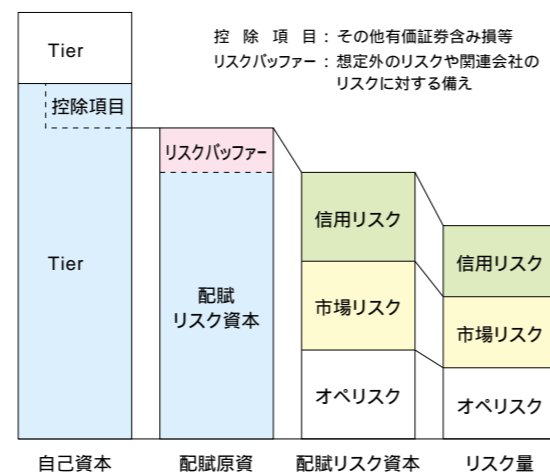 Tier
控除項目
Tier
自己資本
控除項目：その他有価証券含み損等
リスクバッファー：想定外のリスクや関連会社の
リスクに対する備え
リスクバッファー
配賦
リスク資本
配賦原資
信用リスク
市場リスク
オペリスク
配賦リスク資本
信用リスク
市場リスク
オペリスク
リスク量